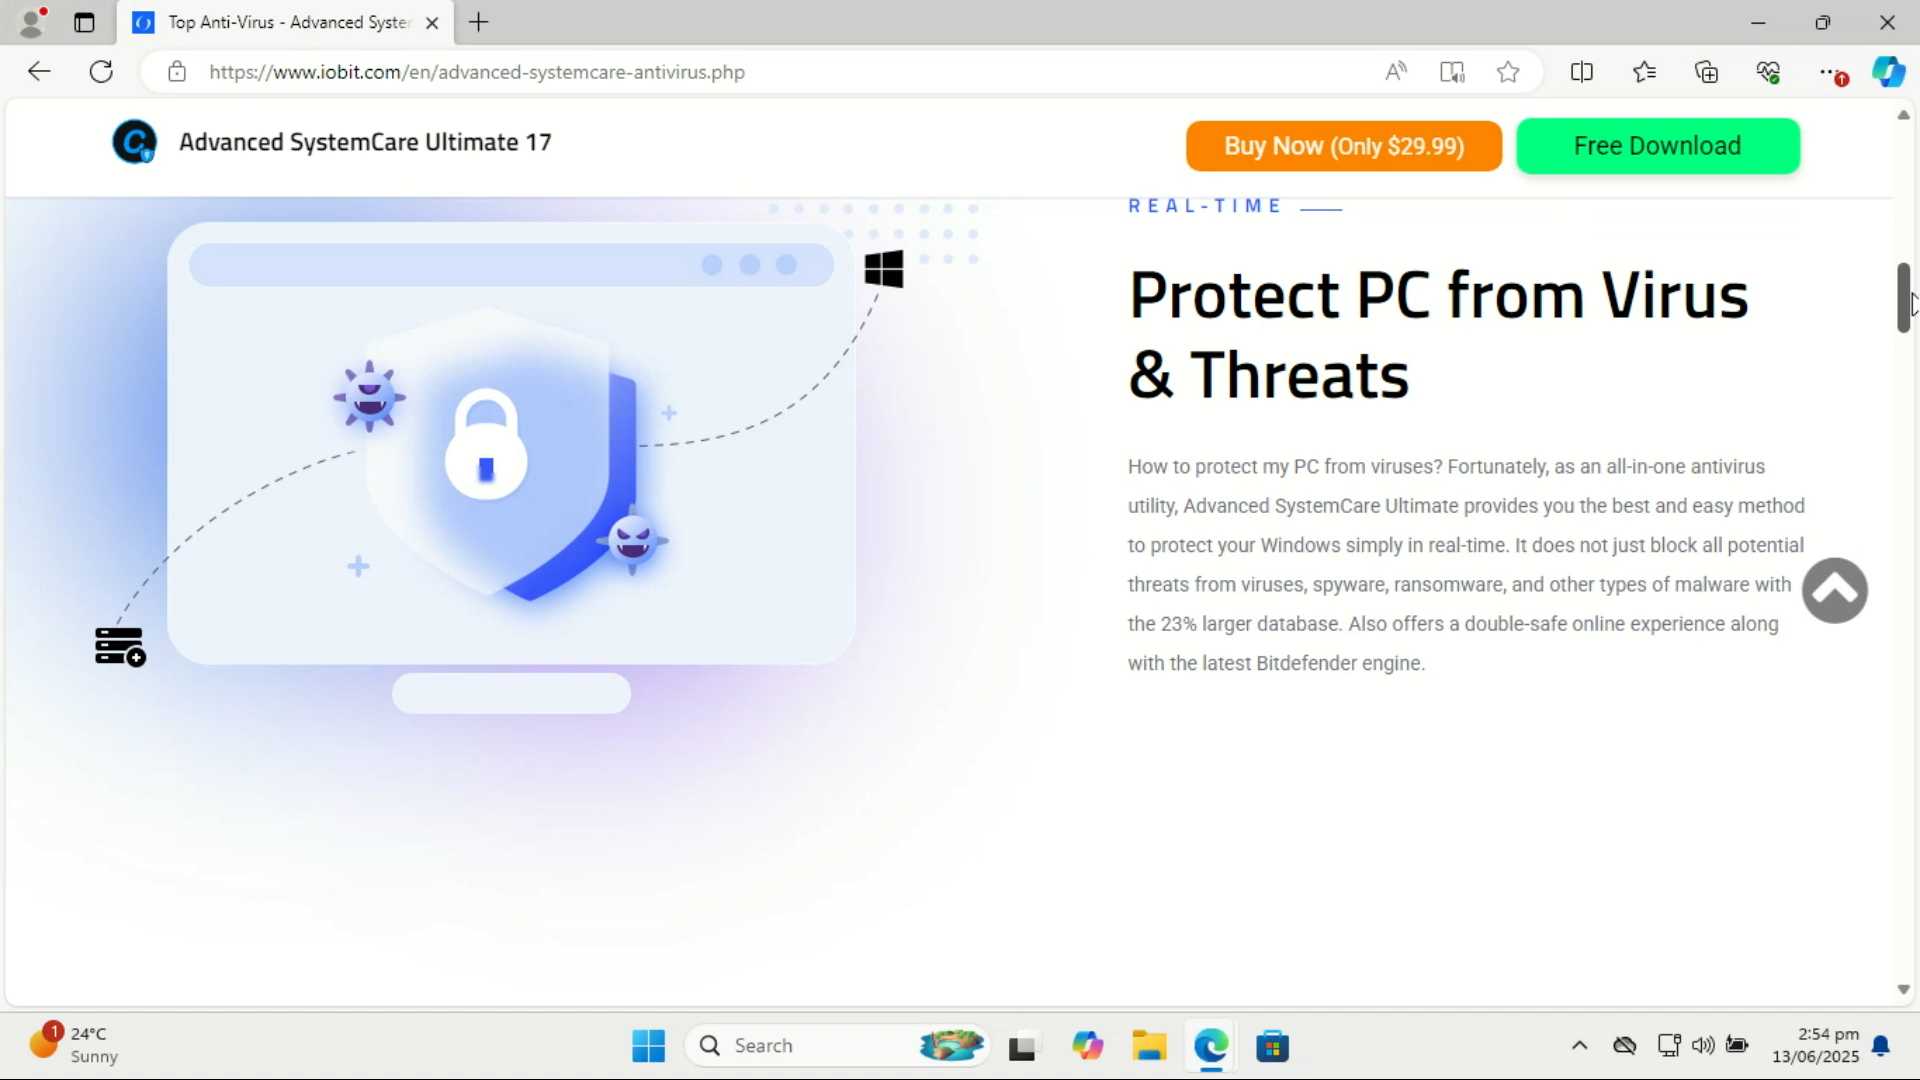 Top Anti-Virus - Advanced Syste
https://www.iobit.com/en/advanced-systemcare-antivirus.php
Advanced SystemCare Ultimate 17
Buy Now (Only $29.99)
Free Download
REAL-TIME
Protect PC from Virus
& Threats
How to protect my PC from viruses? Fortunately, as an all-in-one antivirus
utility, Advanced SystemCare Ultimate provides you the best and easy method
to protect your Windows simply in real-time. It does not just block all potential
threats from viruses, spyware, ransomware, and other types of malware with
the 23% larger database. Also offers a double-safe online experience along
with the latest Bitdefender engine.
1
24°C
Sunny
Search
2:54 pm
13/06/2025